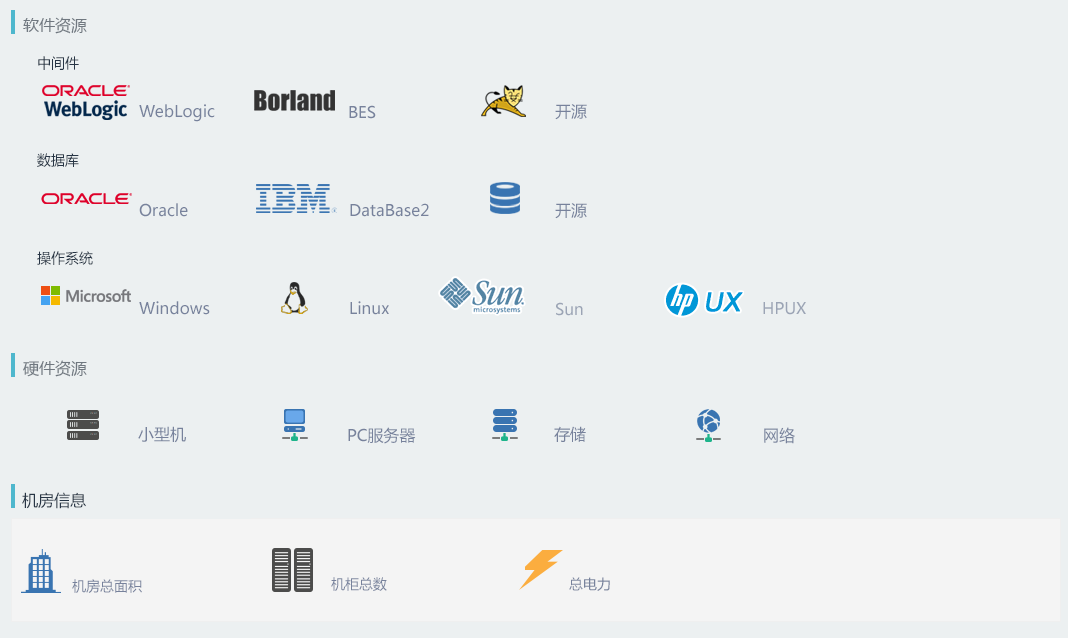 软件资源
中间件
ORACLE WebLogic WebLogic Borland BES 开源
数据库
ORACLE Oracle IBM DataBase2 开源
操作系统
Microsoft Windows Linux Sun microsystems Sun hp UX HPUX
硬件资源
小型机 PC服务器 存储 网络
机房信息
机房总面积 机柜总数 总电力